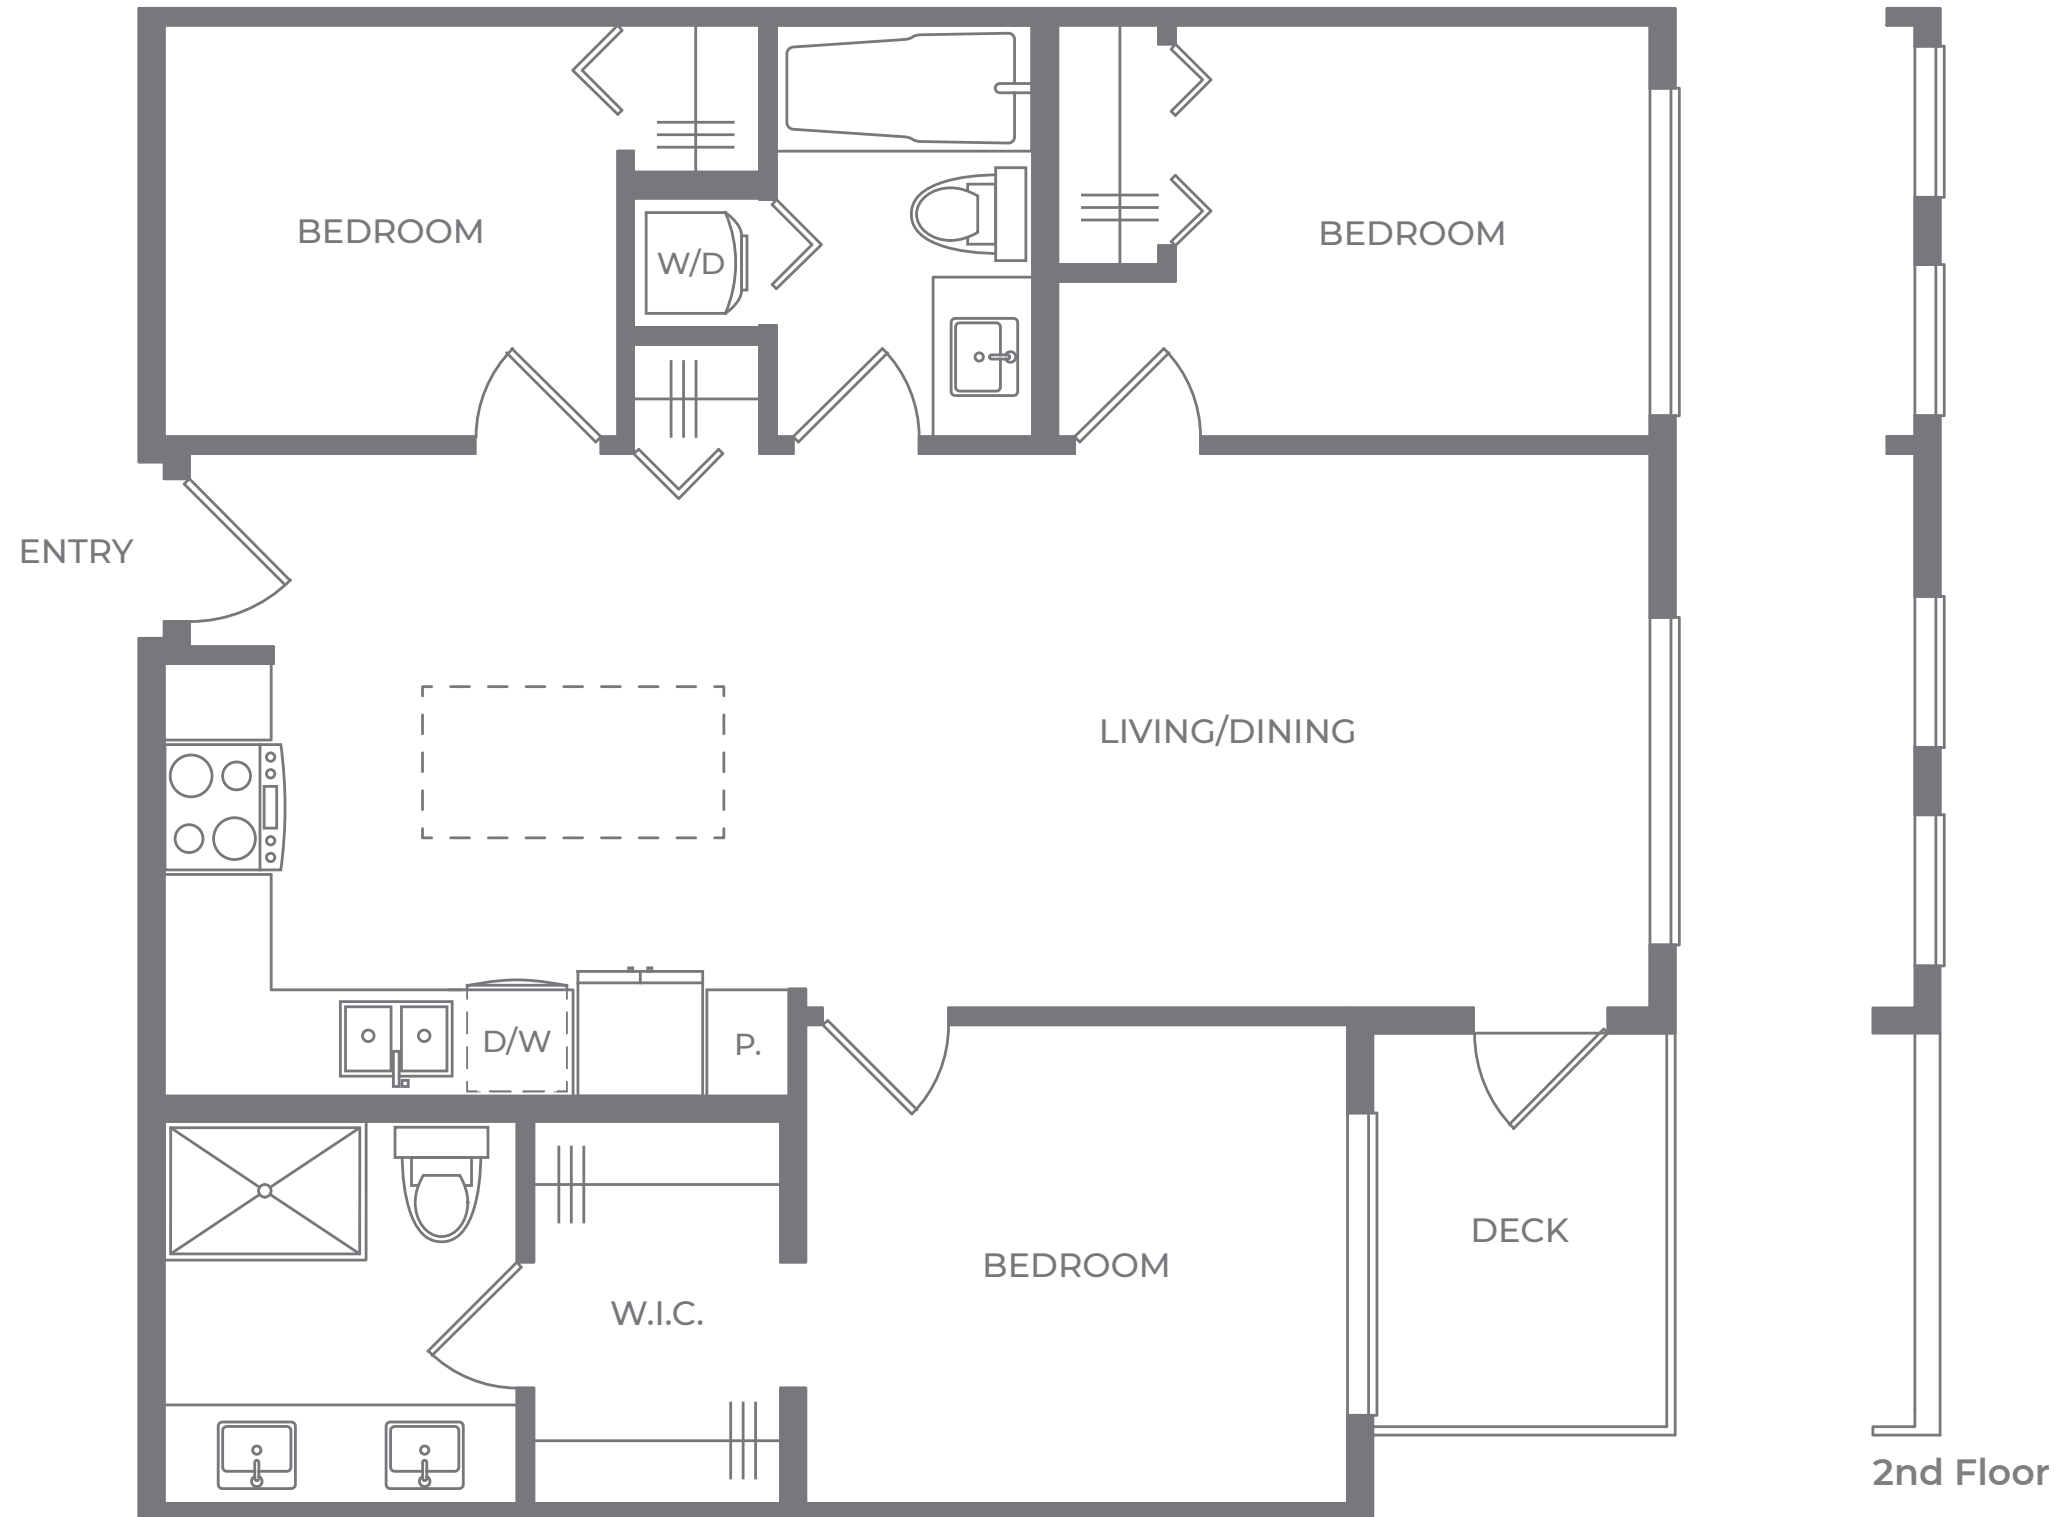 BEDROOM
W/D
BEDROOM
ENTRY
LIVING/DINING
D/W
P.
DECK
BEDROOM
W.I.C.
2nd Floor